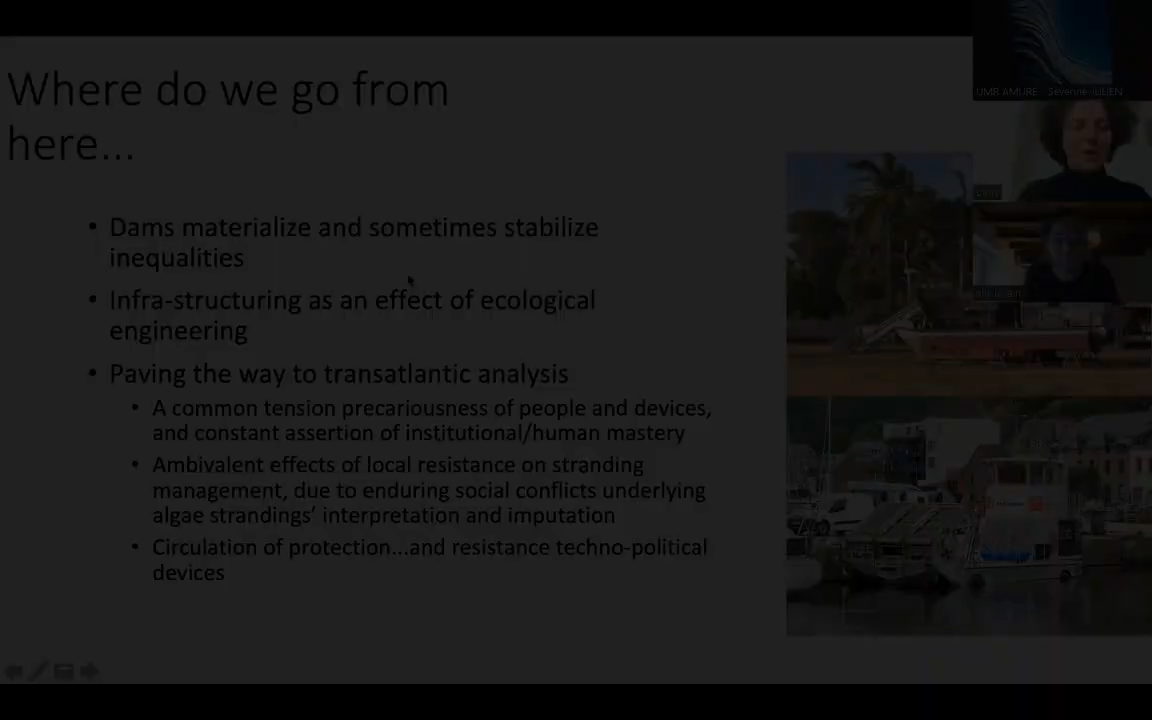 UMR AMURE - Séverine JULIEN
Where do we go from
here...
• Dams materialize and sometimes stabilize
inequalities
• Infra-structuring as an effect of ecological
engineering
• Paving the way to transatlantic analysis
• A common tension precariousness of people and devices,
and constant assertion of institutional/human mastery
• Ambivalent effects of local resistance on stranding
management, due to enduring social conflicts underlying
algae strandings’ interpretation and imputation
• Circulation of protection...and resistance techno-political
devices